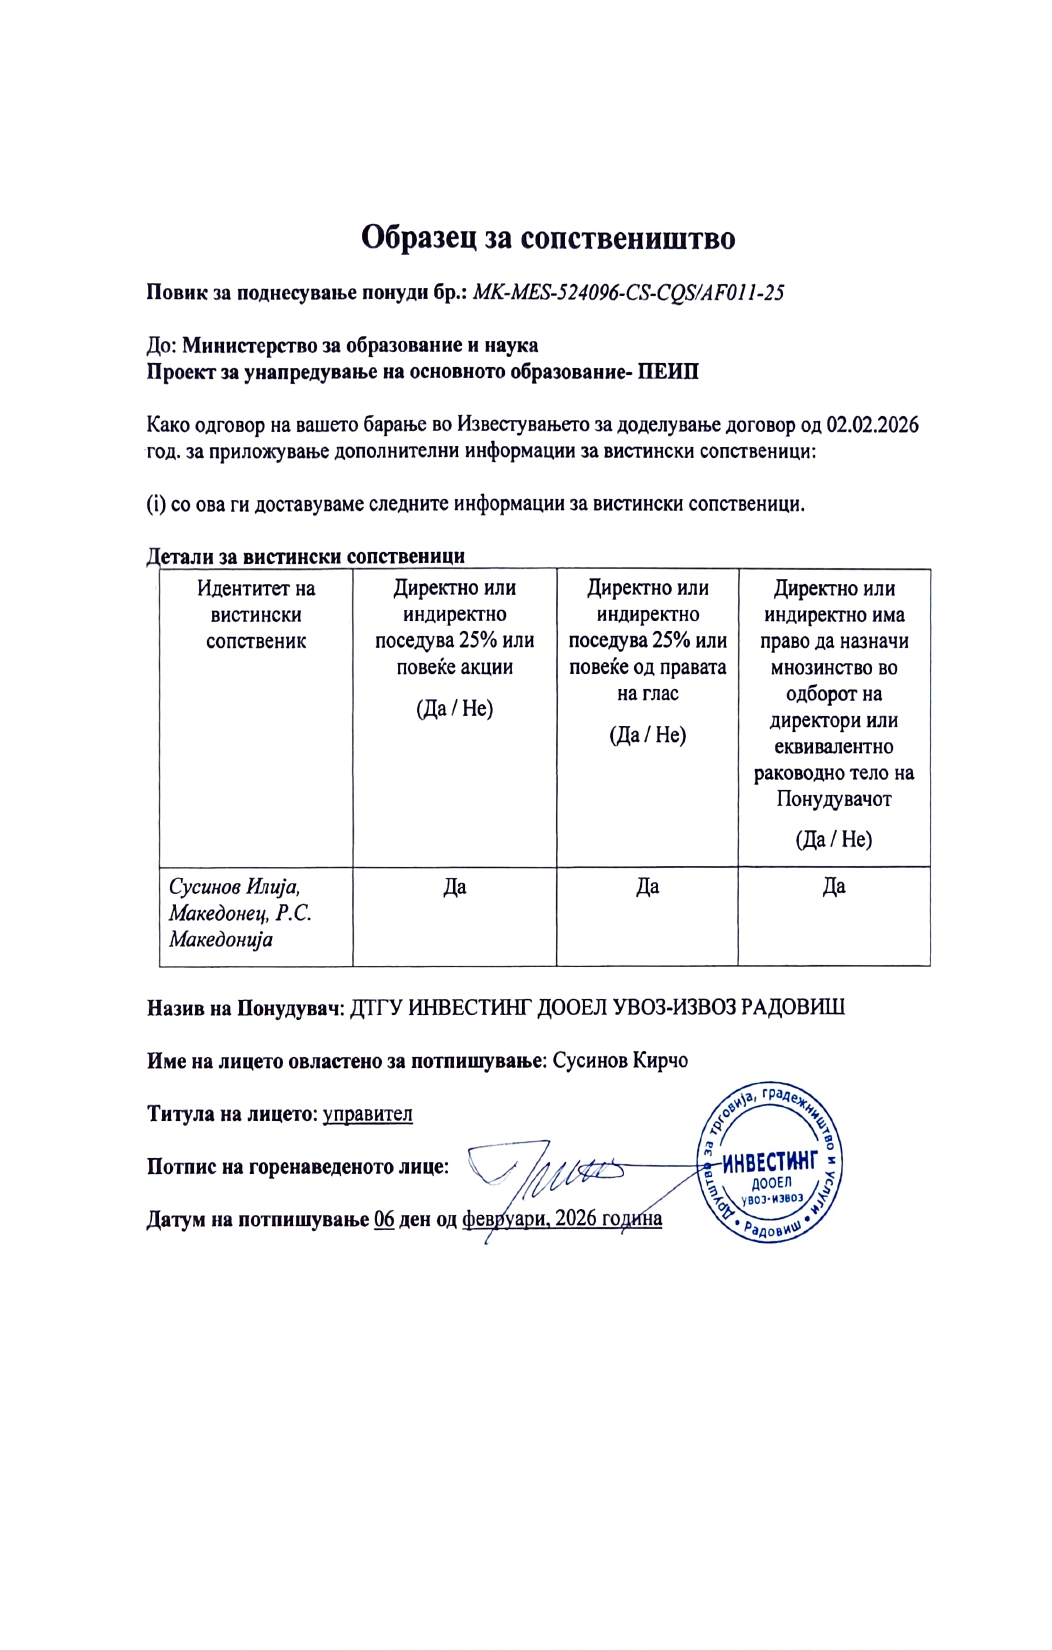 Образец за сопствеништво
Повик за поднесување понуди бр.: MK-MES-524096-CS-CQS/AF011-25
До: Министерство за образование и наука
Проект за унапредување на основното образование- ПЕИП
Како одговор на вашето барање во Известувањето за доделување договор од 02.02.2026
год. за приложување дополнителни информации за вистински сопственици:
(i) со ова ги доставуваме следните информации за вистински сопственици.
Детали за вистински сопственици
Идентитет на
вистински
сопственик
Директно или
индиректно
поседува 25% или
повеќе акции
(Да / Не)
Директно или
индиректно
поседува 25% или
повеќе од правата
на глас
(Да / Не)
Директно или
индиректно има
право да назначи
мнозинство во
одборот на
директори или
еквивалентно
раководно тело на
Понудувачот
(Да / Не)
Сусинов Илија,
Македонец, Р.С.
Македонија
Да
Да
Да
Назив на Понудувач: ДТГУ ИНВЕСТИНГ ДООЕЛ УВОЗ-ИЗВОЗ РАДОВИШ
Име на лицето овластено за потпишување: Сусинов Кирчо
Титула на лицето: управител
Потпис на горенаведеното лице:
Датум на потпишување 06 ден од февруари, 2026 година
Друштво за трговија, градежништво и услуги • Радовиш •
ИНВЕСТИНГ
ДООЕЛ
УВОЗ-ИЗВОЗ